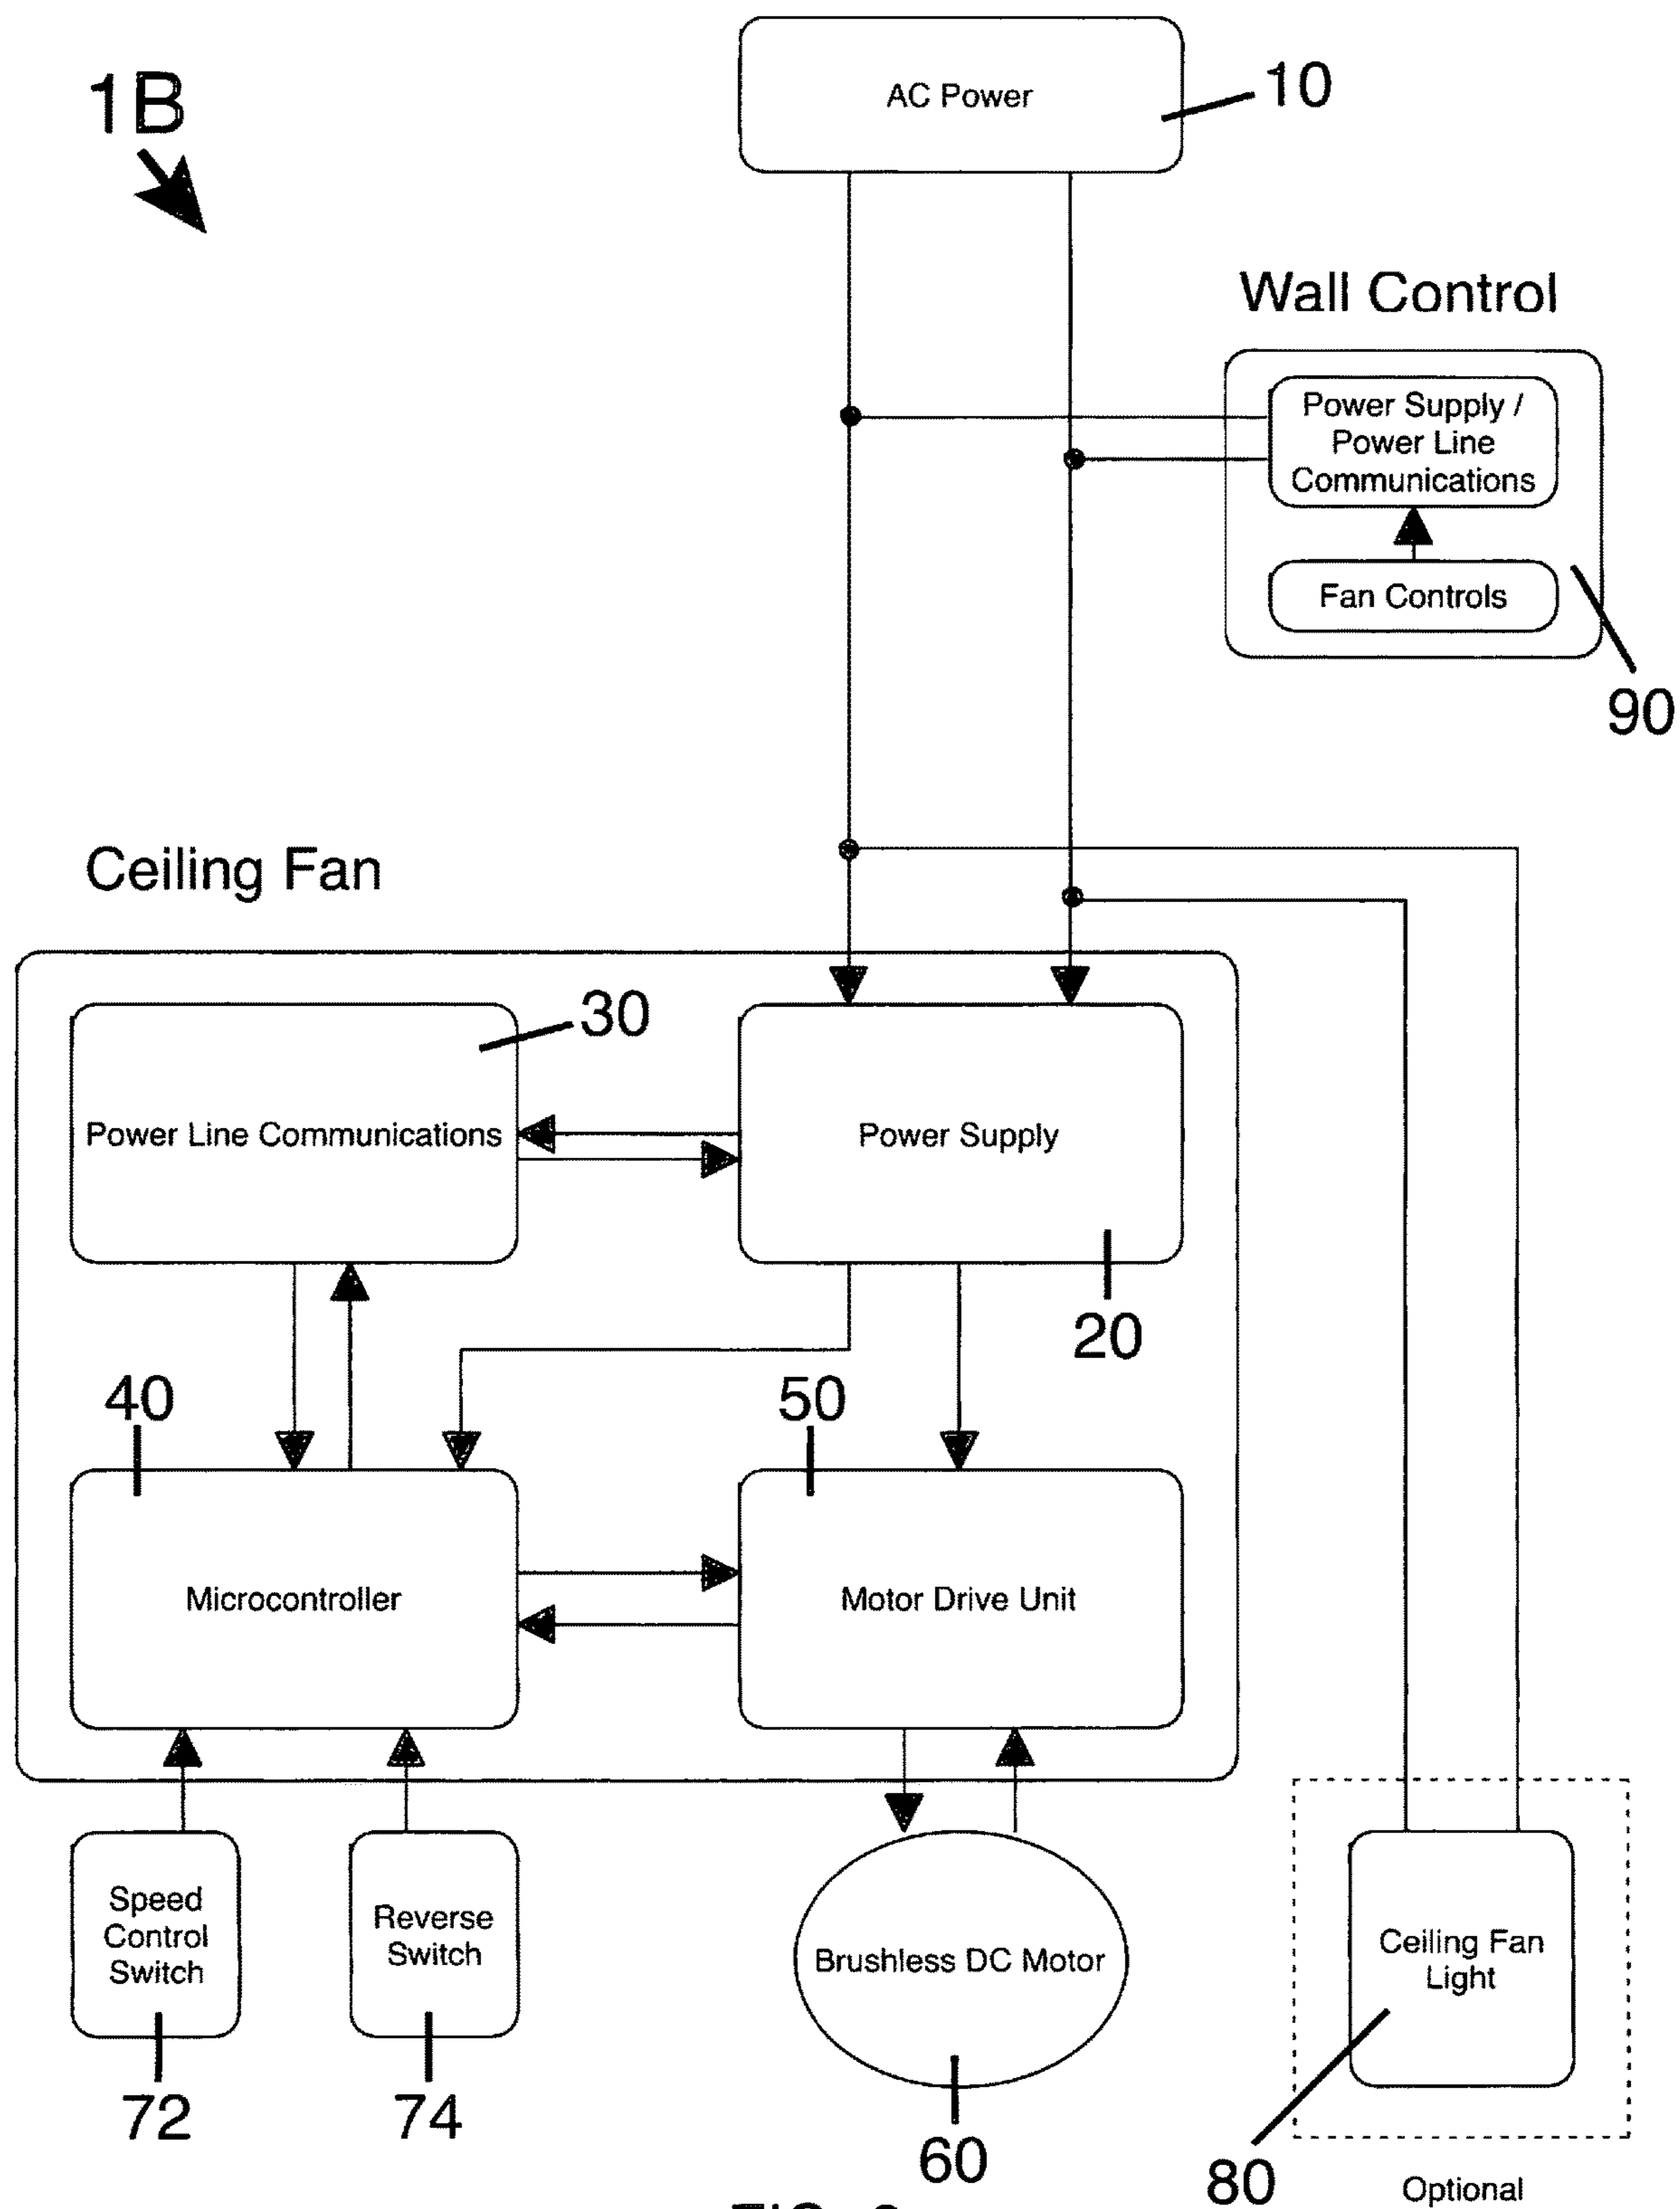 1B
AC Power
10
Wall Control
Power Supply /
Power Line
Communications
Fan Controls
90
Ceiling Fan
30
Power Line Communications
Power Supply
20
40
50
Microcontroller
Motor Drive Unit
Speed
Control
Switch
Reverse
Switch
Brushless DC Motor
Ceiling Fan
Light
72
74
60
80
Optional